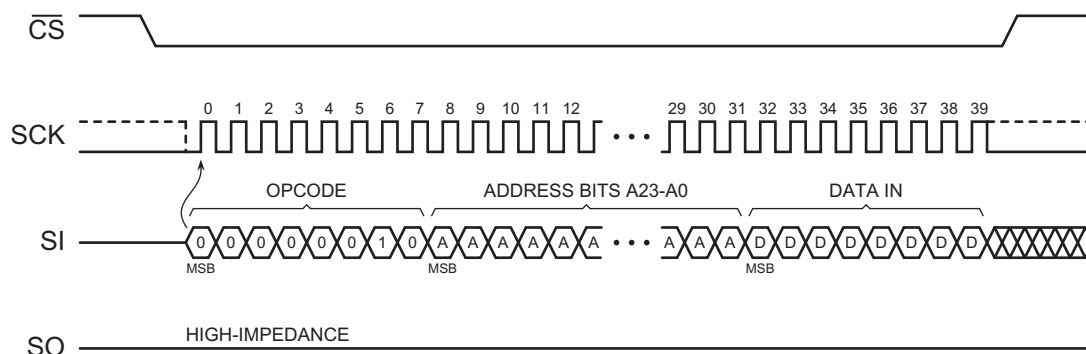 CS
0 1 2 3 4 5 6 7 8 9 10 11 12 29 30 31 32 33 34 35 36 37 38 39
SCK
OPCODE ADDRESS BITS A23-A0 DATA IN
SI 0 0 0 0 0 0 1 0 A A A A A A A A A D D D D D D D D
MSB MSB MSB
HIGH-IMPEDANCE
SO